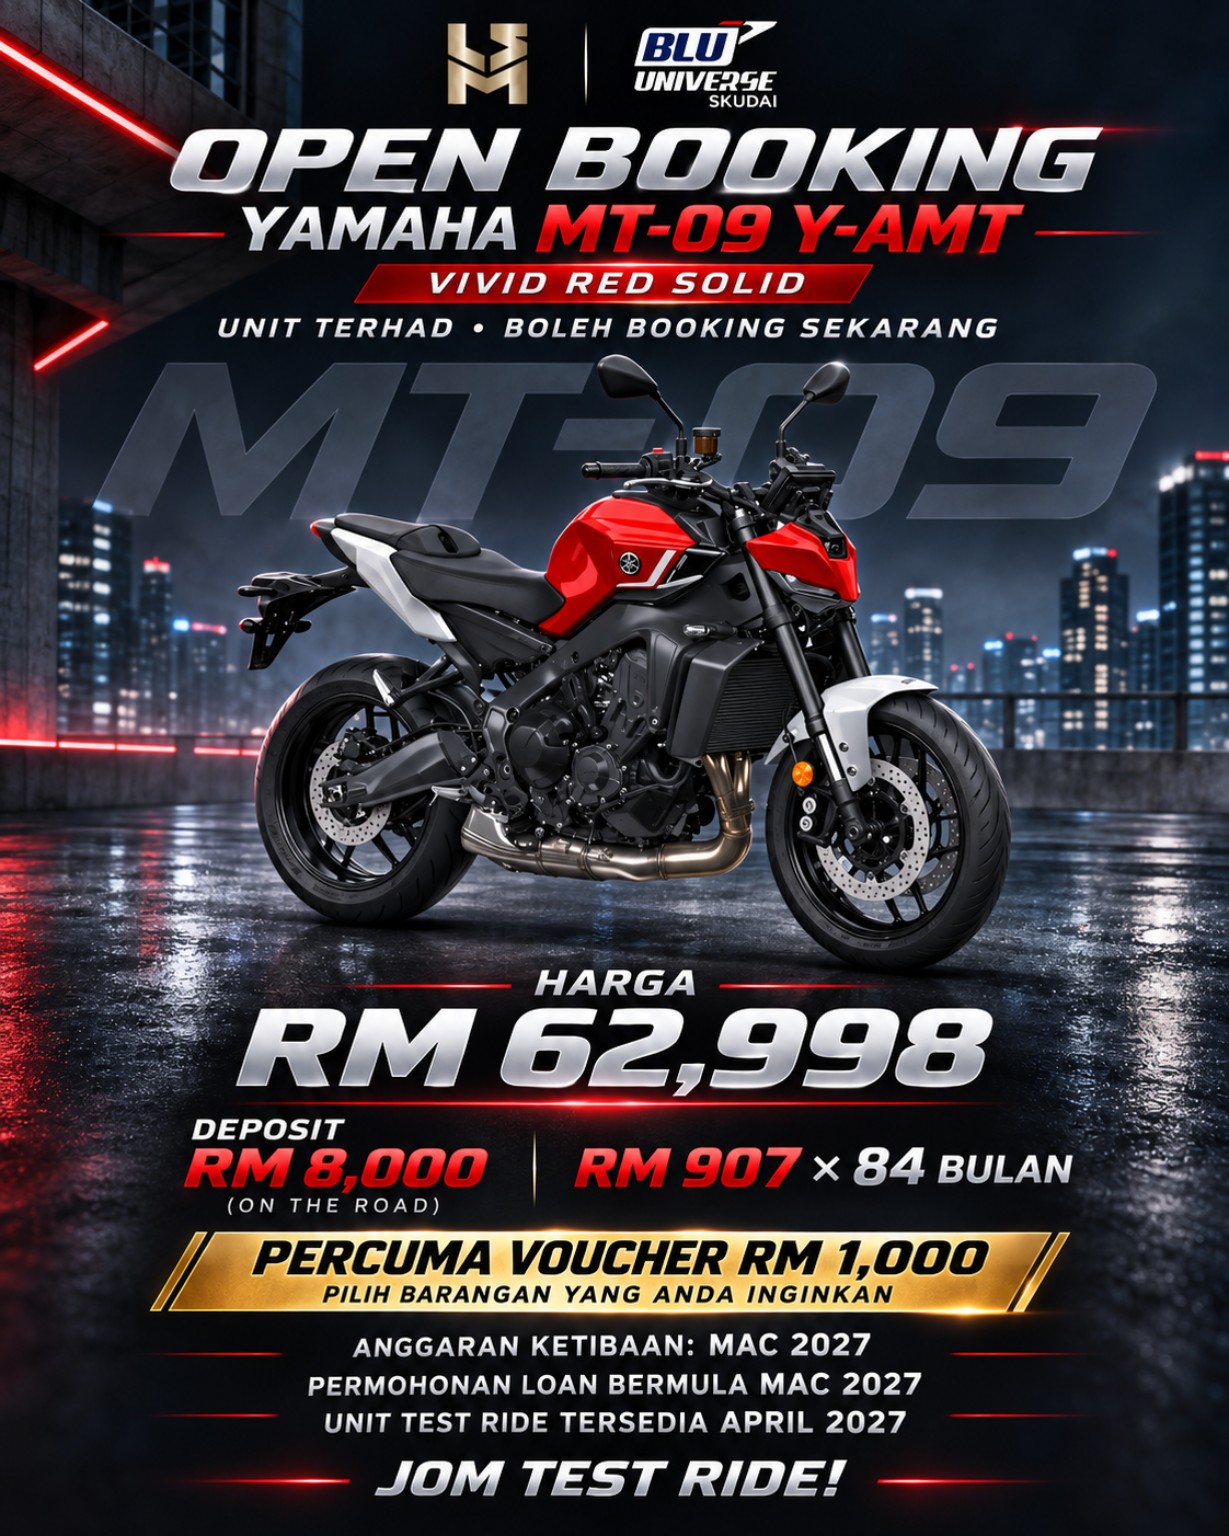 BLU
UNIVERSE
SKUDAI
OPEN BOOKING
YAMAHA MT-09 Y-AMT
VIVID RED SOLID
UNIT TERHAD • BOLEH BOOKING SEKARANG
MT-09
HARGA
RM 62,998
DEPOSIT
RM 8,000
(ON THE ROAD)
RM 907 × 84 BULAN
PERCUMA VOUCHER RM 1,000
PILIH BARANGAN YANG ANDA INGINKAN
ANGGARAN KETIBAAN: MAC 2027
PERMOHONAN LOAN BERMULA MAC 2027
UNIT TEST RIDE TERSEDIA APRIL 2027
JOM TEST RIDE!